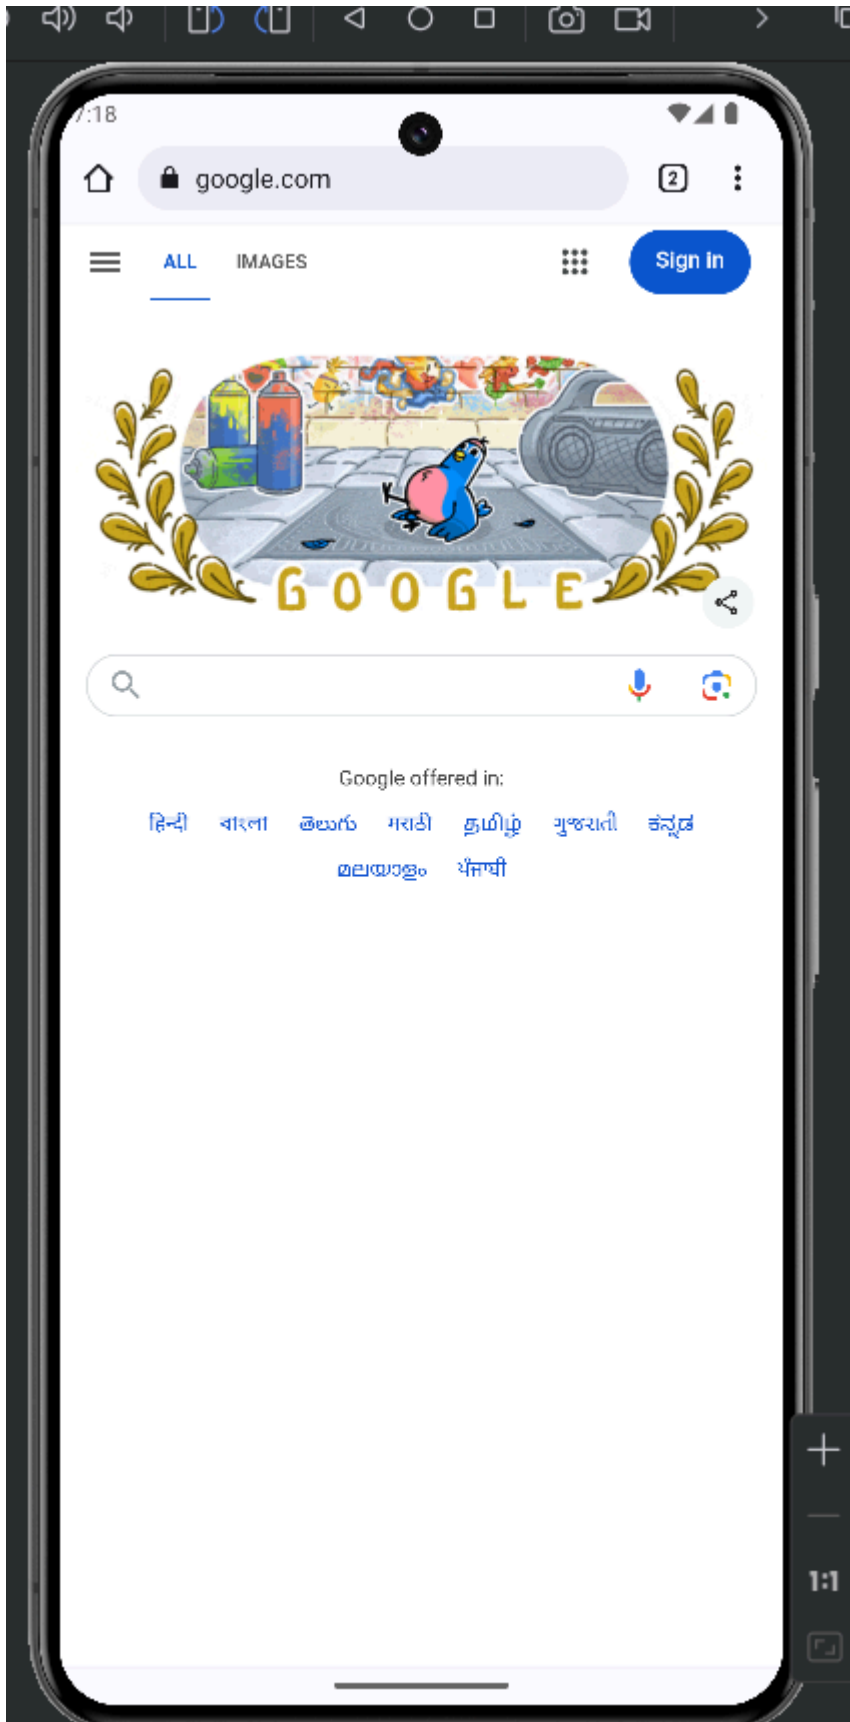 7:18
google.com
2
ALL IMAGES Sign in
GOOGLE
Google offered in:
हिन्दी বাংলা తెలుగు मराठी தமிழ் ગુજરાતી ಕನ್ನಡ
മലയാളം ਪੰਜਾਬੀ
1:1